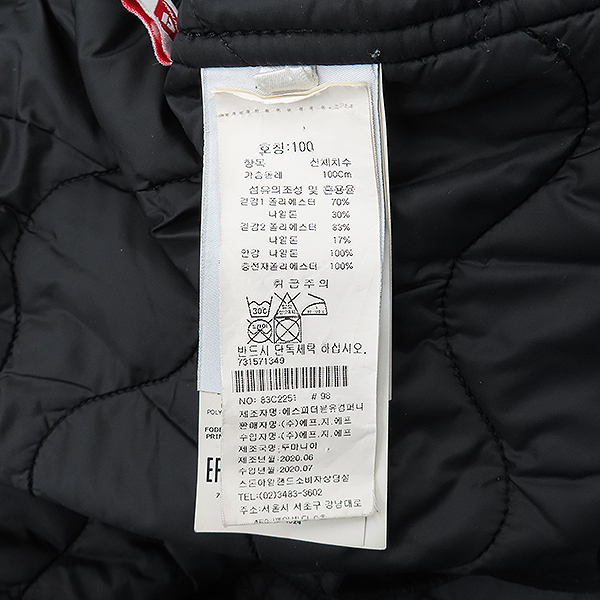 호칭:100
항목 신체치수
가슴둘레 100Cm
섬유의조성 및 혼용율
겉감1 폴리에스터 70%
나일론 30%
겉감2 폴리에스터 83%
나일론 17%
안감 나일론 100%
충전재폴리에스터 100%
취급주의
30℃
반드시 단독세탁 하십시오.
731571349
NO: 83C2251 # 98
제조자명:에스피더블유컴퍼니
판매자명:(주)에프.지.에프
수입자명:(주)에프.지.에프
제조국명:루마니아
제조년월:2020.06
수입년월:2020.07
스톤아일랜드소비자상담실
TEL:(02)3483-3602
주소:서울시 서초구 강남대로
POLY
FODE
PRIN